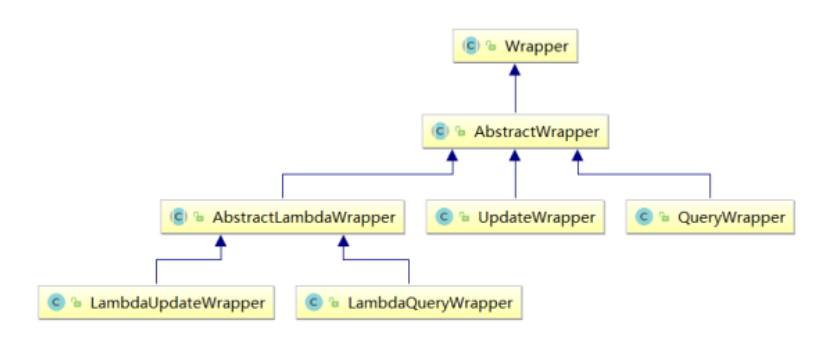 Wrapper
AbstractWrapper
AbstractLambdaWrapper
UpdateWrapper
QueryWrapper
LambdaUpdateWrapper
LambdaQueryWrapper